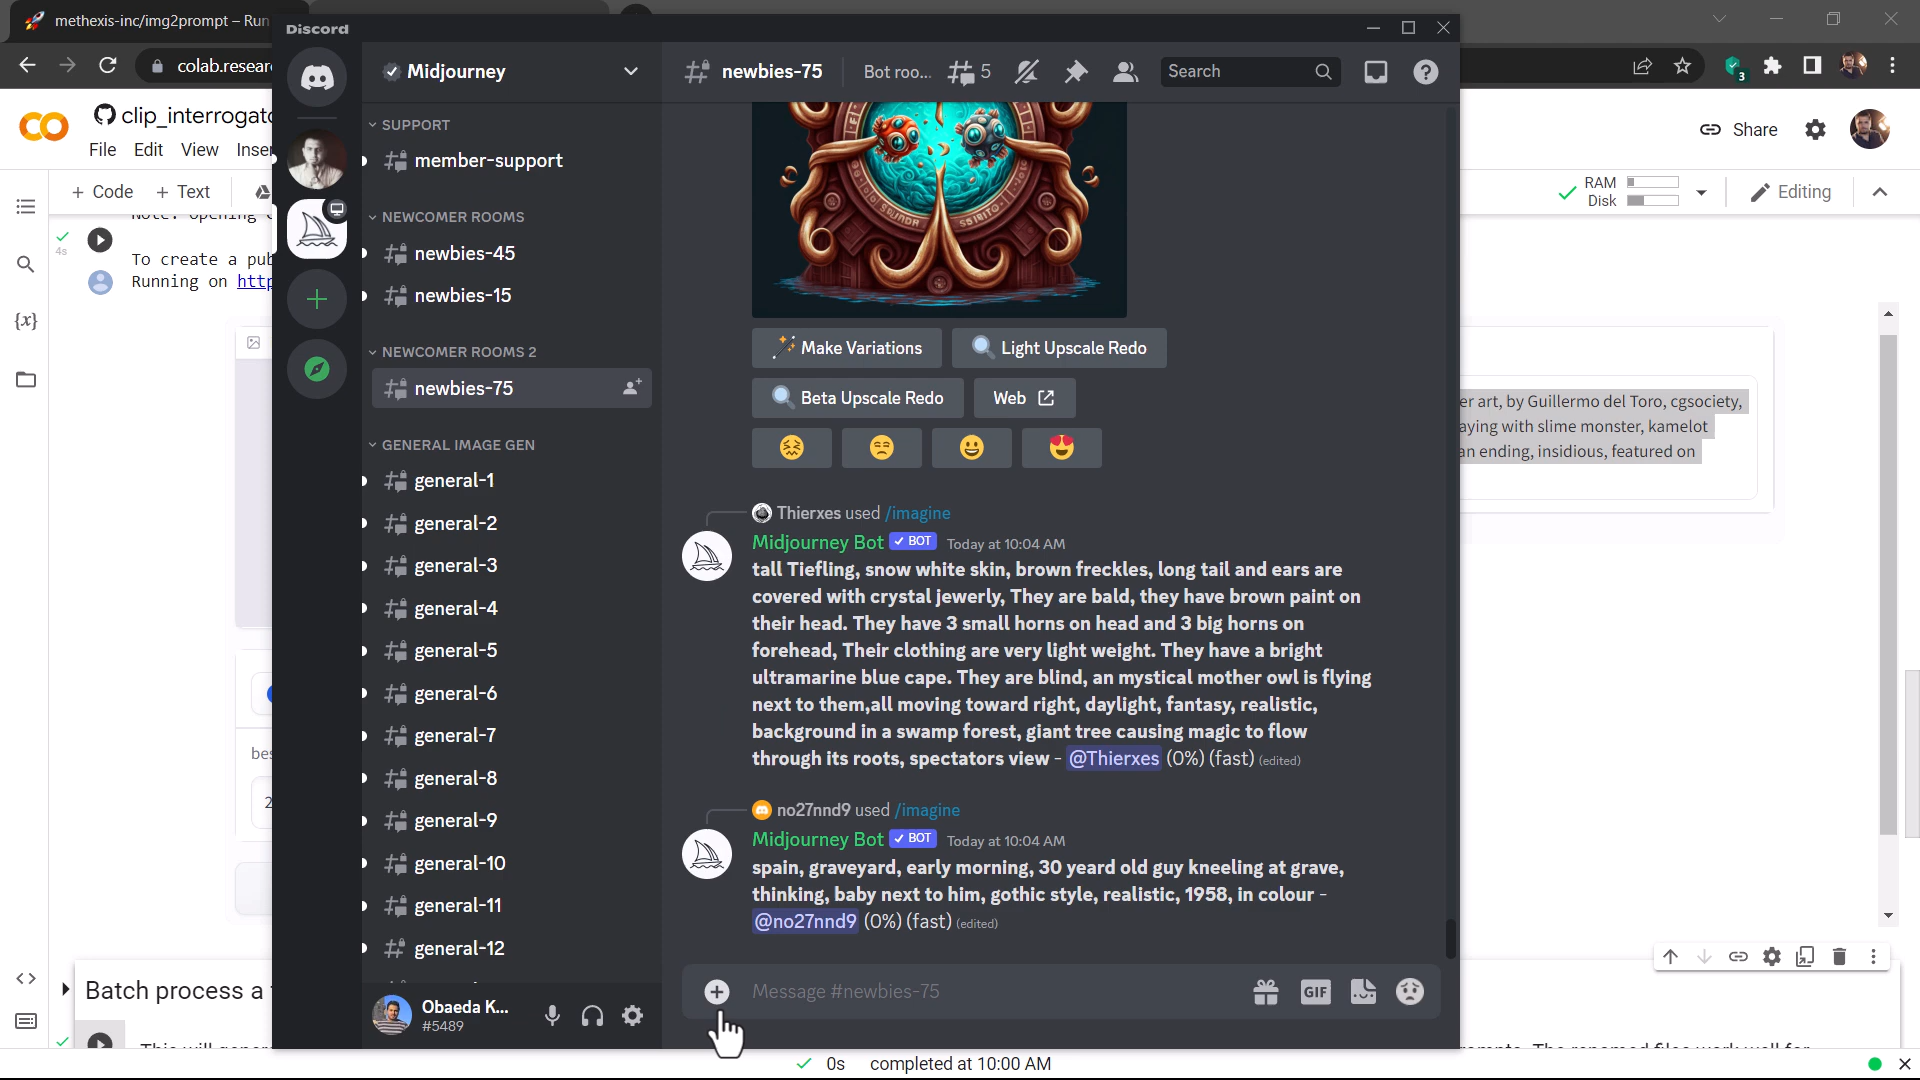 methexis-inc/img2prompt – Run
colab.resear
3
clip_interrogato
File Edit View Inser
Share
+ Code + Text
RAM
Disk
Editing
4s
To create a pub
Running on http
{x}
bes
2
er art, by Guillermo del Toro, cgsociety,
aying with slime monster, kamelot
an ending, insidious, featured on
Batch process a
0s completed at 10:00 AM
Discord
Midjourney
SUPPORT
member-support
NEWCOMER ROOMS
newbies-45
newbies-15
NEWCOMER ROOMS 2
newbies-75
GENERAL IMAGE GEN
general-1
general-2
general-3
general-4
general-5
general-6
general-7
general-8
general-9
general-10
general-11
general-12
Obaeda K...
#5489
newbies-75 Bot roo... 5 Search
Make Variations Light Upscale Redo
Beta Upscale Redo Web
Thierxes used /imagine
Midjourney Bot ✓ BOT Today at 10:04 AM
tall Tiefling, snow white skin, brown freckles, long tail and ears are
covered with crystal jewerly, They are bald, they have brown paint on
their head. They have 3 small horns on head and 3 big horns on
forehead, Their clothing are very light weight. They have a bright
ultramarine blue cape. They are blind, an mystical mother owl is flying
next to them,all moving toward right, daylight, fantasy, realistic,
background in a swamp forest, giant tree causing magic to flow
through its roots, spectators view - @Thierxes (0%) (fast) (edited)
no27nnd9 used /imagine
Midjourney Bot ✓ BOT Today at 10:04 AM
spain, graveyard, early morning, 30 yeard old guy kneeling at grave,
thinking, baby next to him, gothic style, realistic, 1958, in colour -
@no27nnd9 (0%) (fast) (edited)
Message #newbies-75
GIF